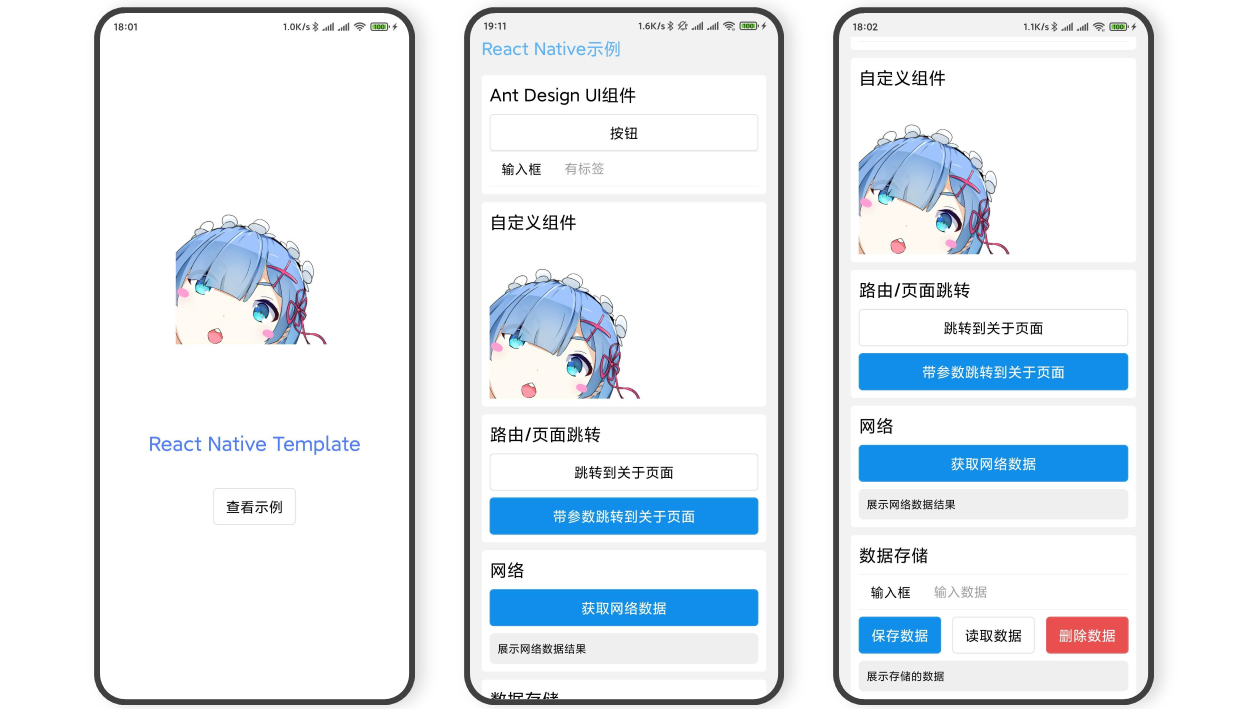 18:01
1.0K/s
100
React Native Template
查看示例
19:11
1.6K/s
100
React Native示例
Ant Design UI组件
按钮
输入框 有标签
自定义组件
路由/页面跳转
跳转到关于页面
带参数跳转到关于页面
网络
获取网络数据
展示网络数据结果
数据存储
18:02
1.1K/s
100
自定义组件
路由/页面跳转
跳转到关于页面
带参数跳转到关于页面
网络
获取网络数据
展示网络数据结果
数据存储
输入框 输入数据
保存数据 读取数据 删除数据
展示存储的数据